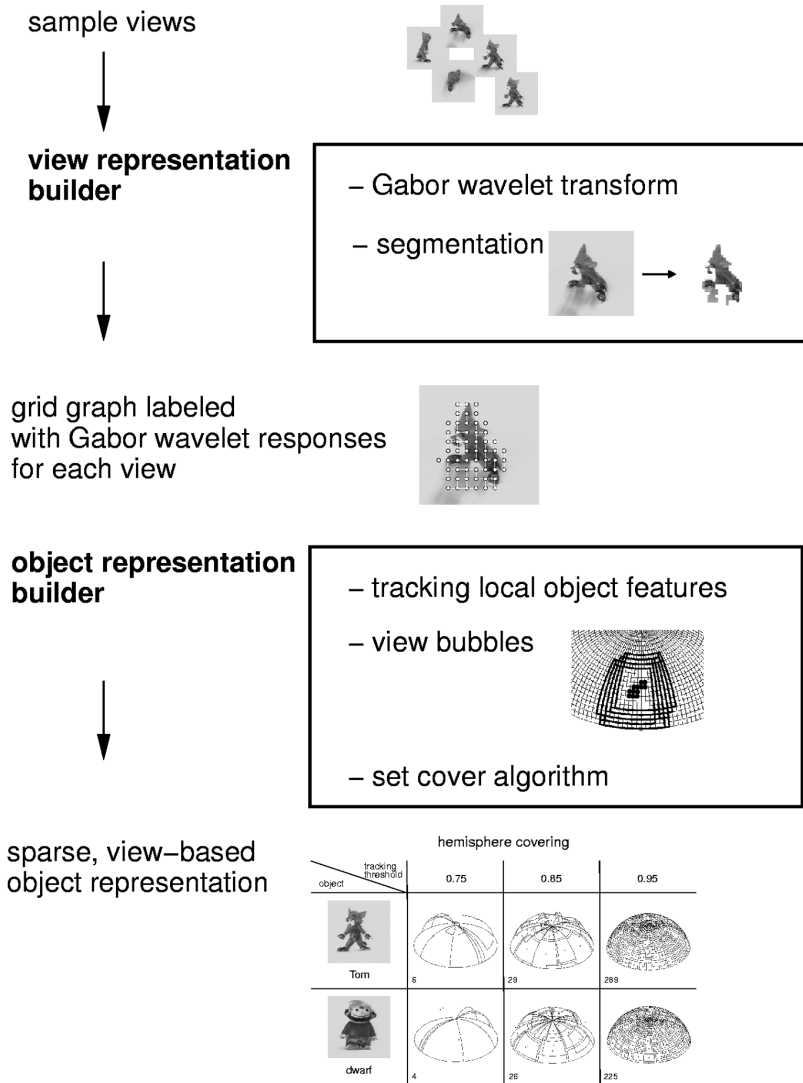 sample views
view representation
builder
– Gabor wavelet transform
– segmentation
grid graph labeled
with Gabor wavelet responses
for each view
object representation
builder
– tracking local object features
– view bubbles
– set cover algorithm
sparse, view–based
object representation
hemisphere covering
tracking
threshold
object
0.75
0.85
0.95
Tom
6
29
289
dwarf
4
26
225